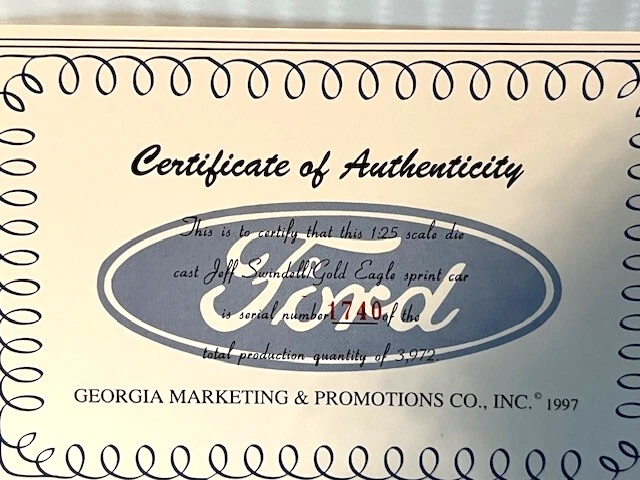 Certificate of Authenticity
This is to certify that this 1:25 scale die
cast Jeff Swindell/Gold Eagle sprint car
Ford
is serial number 1740 of the
total production quantity of 3,972.
GEORGIA MARKETING & PROMOTIONS CO., INC.© 1997